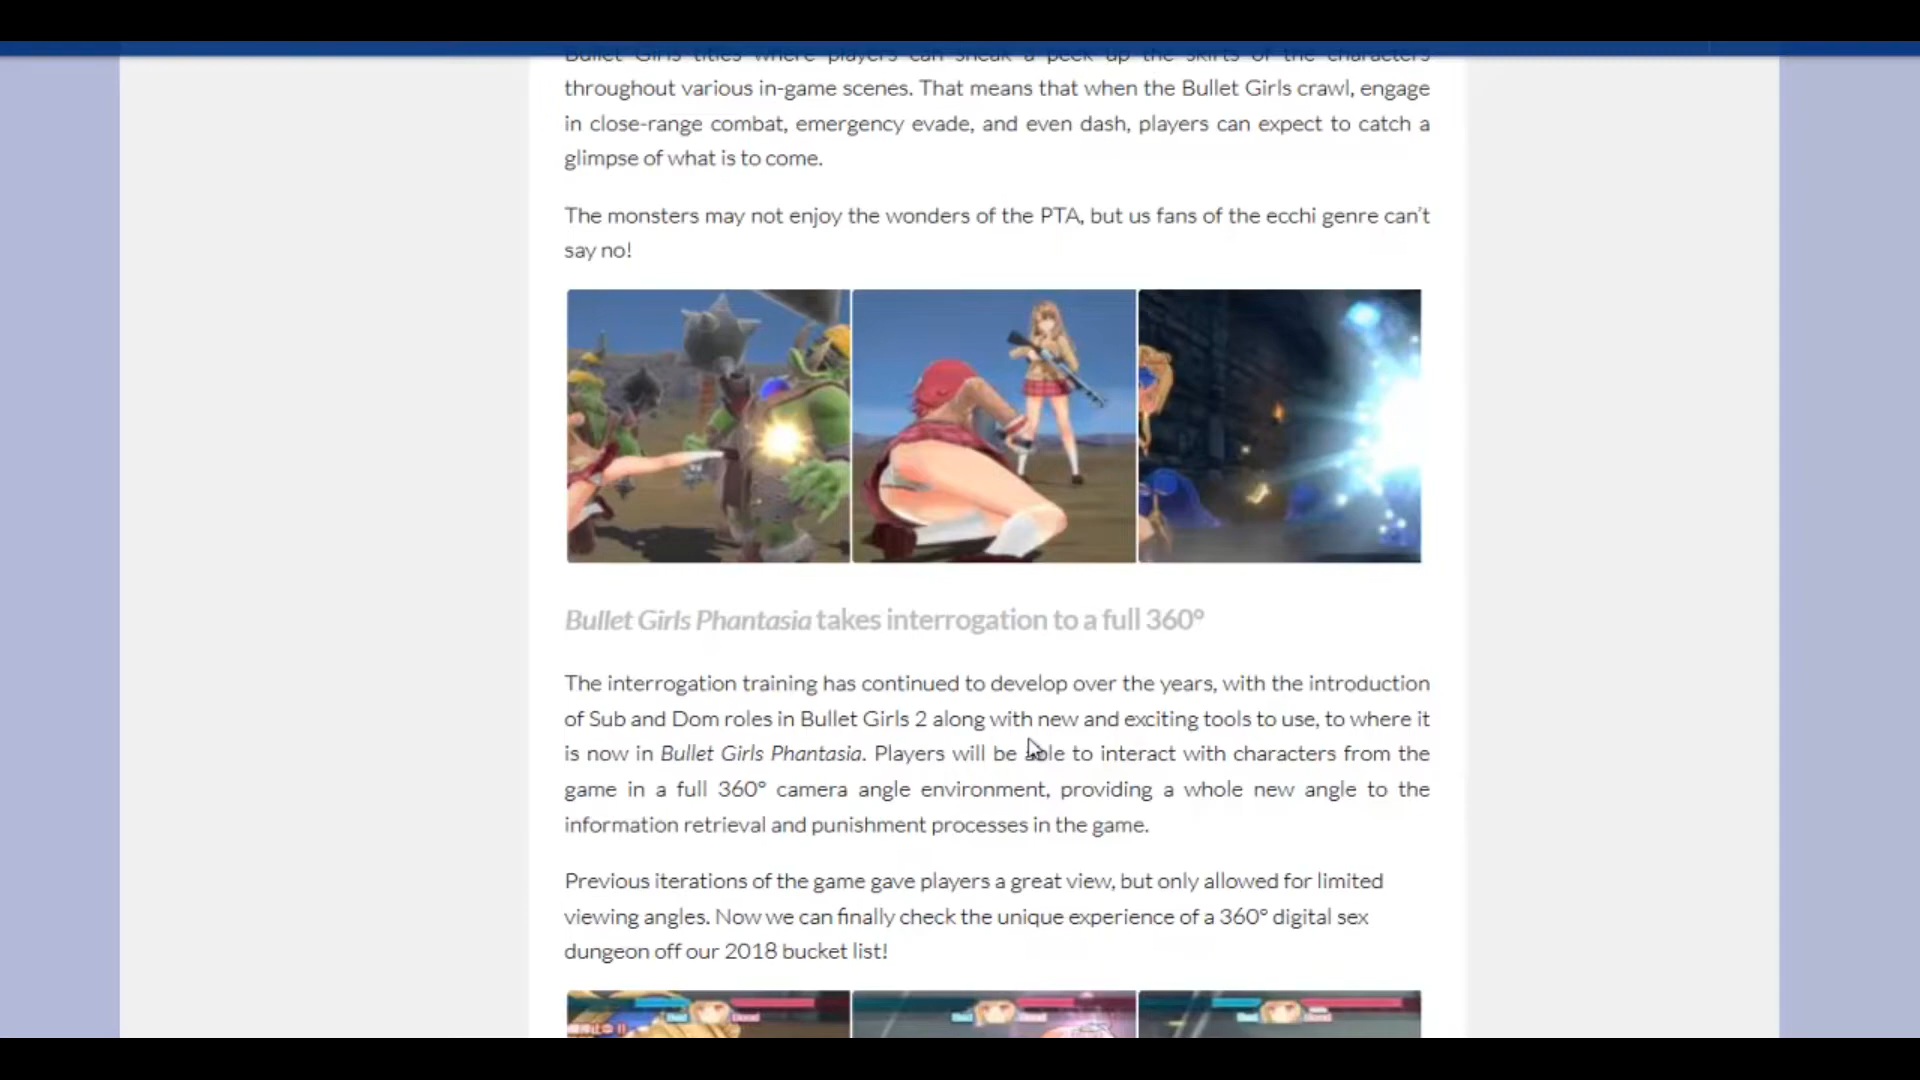 Bullet Girls titles where players can sneak a peek up the skirts of the characters
throughout various in-game scenes. That means that when the Bullet Girls crawl, engage
in close-range combat, emergency evade, and even dash, players can expect to catch a
glimpse of what is to come.
The monsters may not enjoy the wonders of the PTA, but us fans of the ecchi genre can't
say no!
Bullet Girls Phantasia takes interrogation to a full 360°
The interrogation training has continued to develop over the years, with the introduction
of Sub and Dom roles in Bullet Girls 2 along with new and exciting tools to use, to where it
is now in Bullet Girls Phantasia. Players will be able to interact with characters from the
game in a full 360° camera angle environment, providing a whole new angle to the
information retrieval and punishment processes in the game.
Previous iterations of the game gave players a great view, but only allowed for limited
viewing angles. Now we can finally check the unique experience of a 360° digital sex
dungeon off our 2018 bucket list!